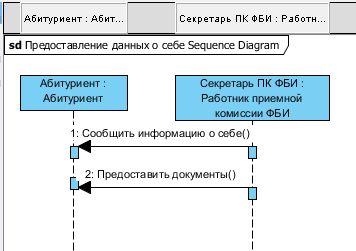 Абитуриент : Абит...
Секретарь ПК ФБИ : Работн...
sd Предоставление данных о себе Sequence Diagram
Абитуриент :
Абитуриент
Секретарь ПК ФБИ :
Работник приемной
комиссии ФБИ
1: Сообщить информацию о себе()
2: Предоставить документы()